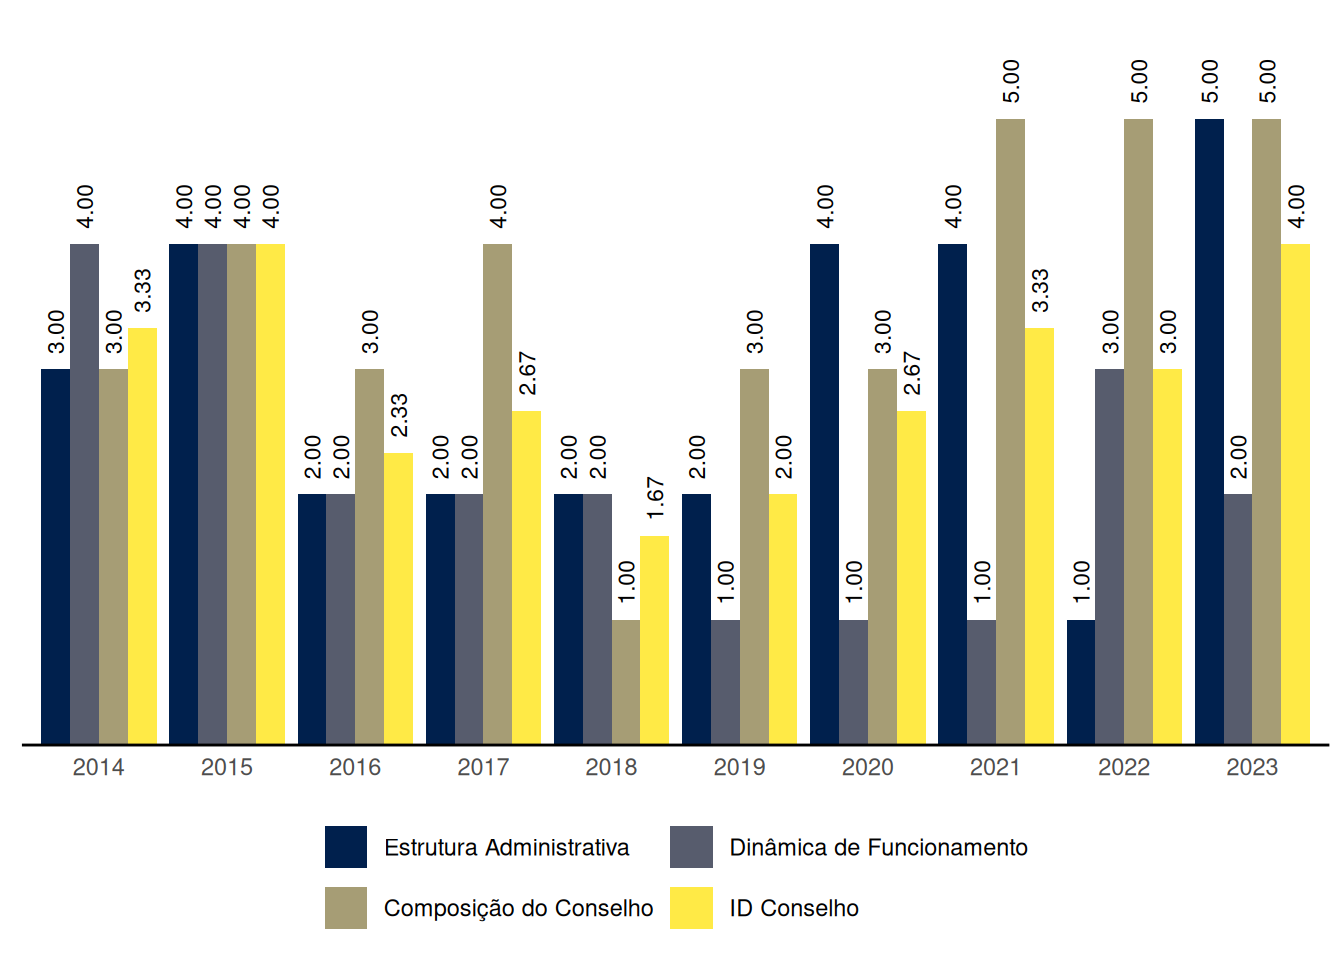 3.00 4.00 3.00 3.33
4.00 4.00 4.00 4.00
2.00 2.00 3.00 2.33
2.00 2.00 4.00 2.67
2.00 2.00 1.00 1.67
2.00 1.00 3.00 2.00
4.00 1.00 3.00 2.67
4.00 1.00 5.00 3.33
1.00 3.00 5.00 3.00
5.00 2.00 5.00 4.00
2014 2015 2016 2017 2018 2019 2020 2021 2022 2023
Estrutura Administrativa Dinâmica de Funcionamento
Composição do Conselho ID Conselho